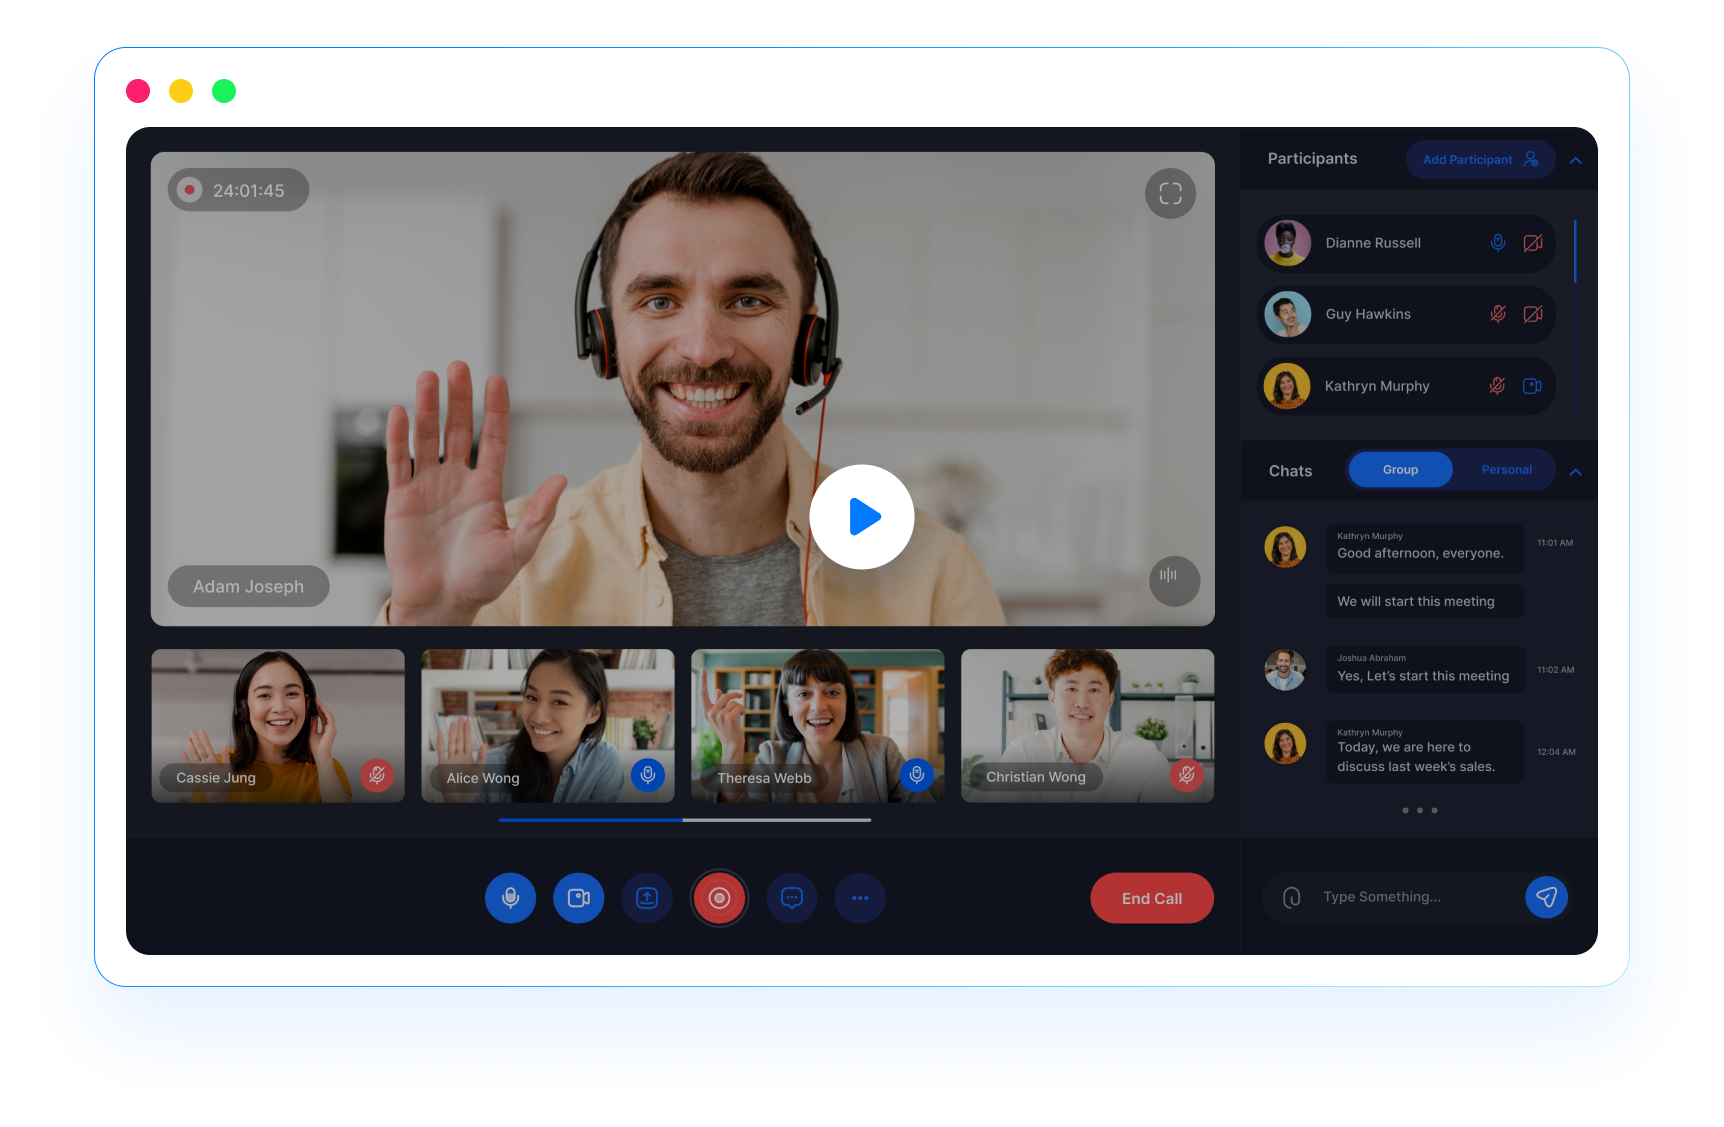 24:01:45
Adam Joseph
Cassie Jung
Alice Wong
Theresa Webb
Christian Wong
End Call
Participants
Add Participant
Dianne Russell
Guy Hawkins
Kathryn Murphy
Chats
Group
Personal
Kathryn Murphy
Good afternoon, everyone.
11:01 AM
We will start this meeting
Joshua Abraham
Yes, Let’s start this meeting
11:02 AM
Kathryn Murphy
Today, we are here to
discuss last week’s sales.
12:04 AM
Type Something...